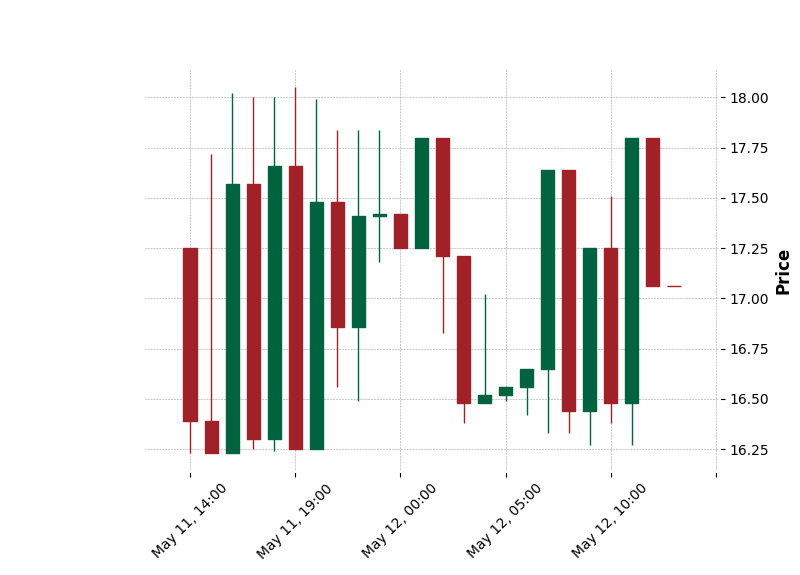 18.00
17.75
17.50
17.25
17.00
16.75
16.50
16.25
Price
May 11, 14:00
May 11, 19:00
May 12, 00:00
May 12, 05:00
May 12, 10:00